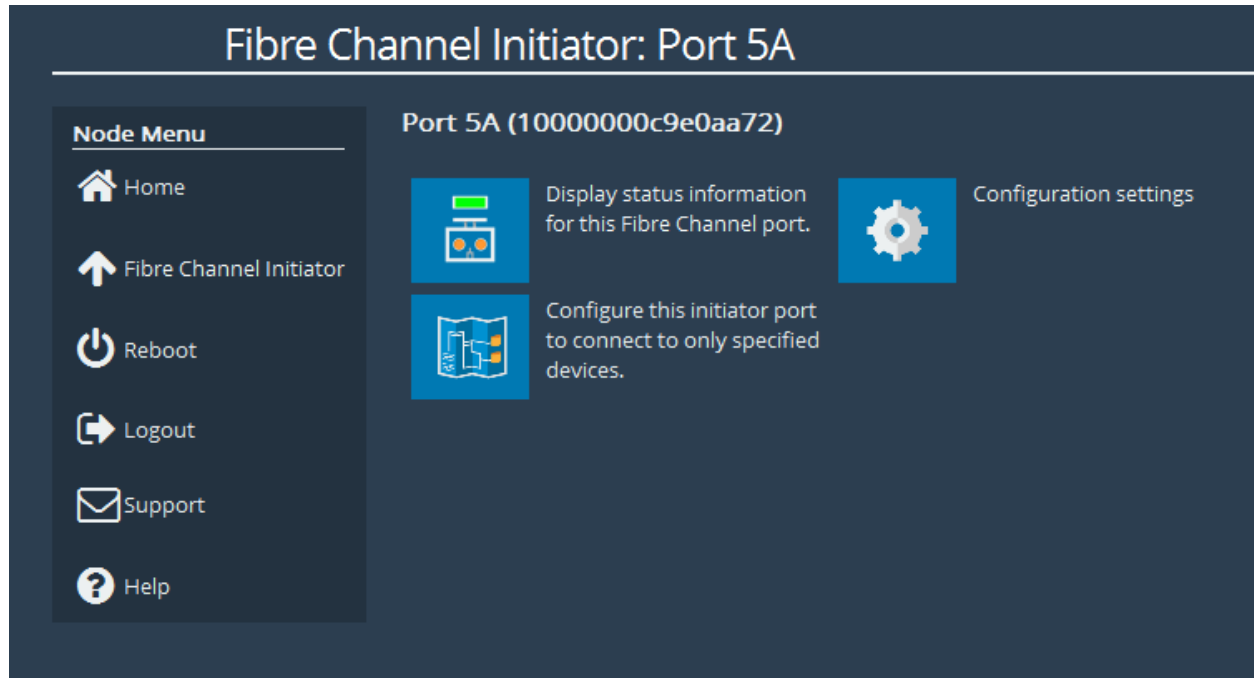 Fibre Channel Initiator: Port 5A
Node Menu
Home
Fibre Channel Initiator
Reboot
Logout
Support
Help
Port 5A (10000000c9e0aa72)
Display status information
for this Fibre Channel port.
Configuration settings
Configure this initiator port
to connect to only specified
devices.